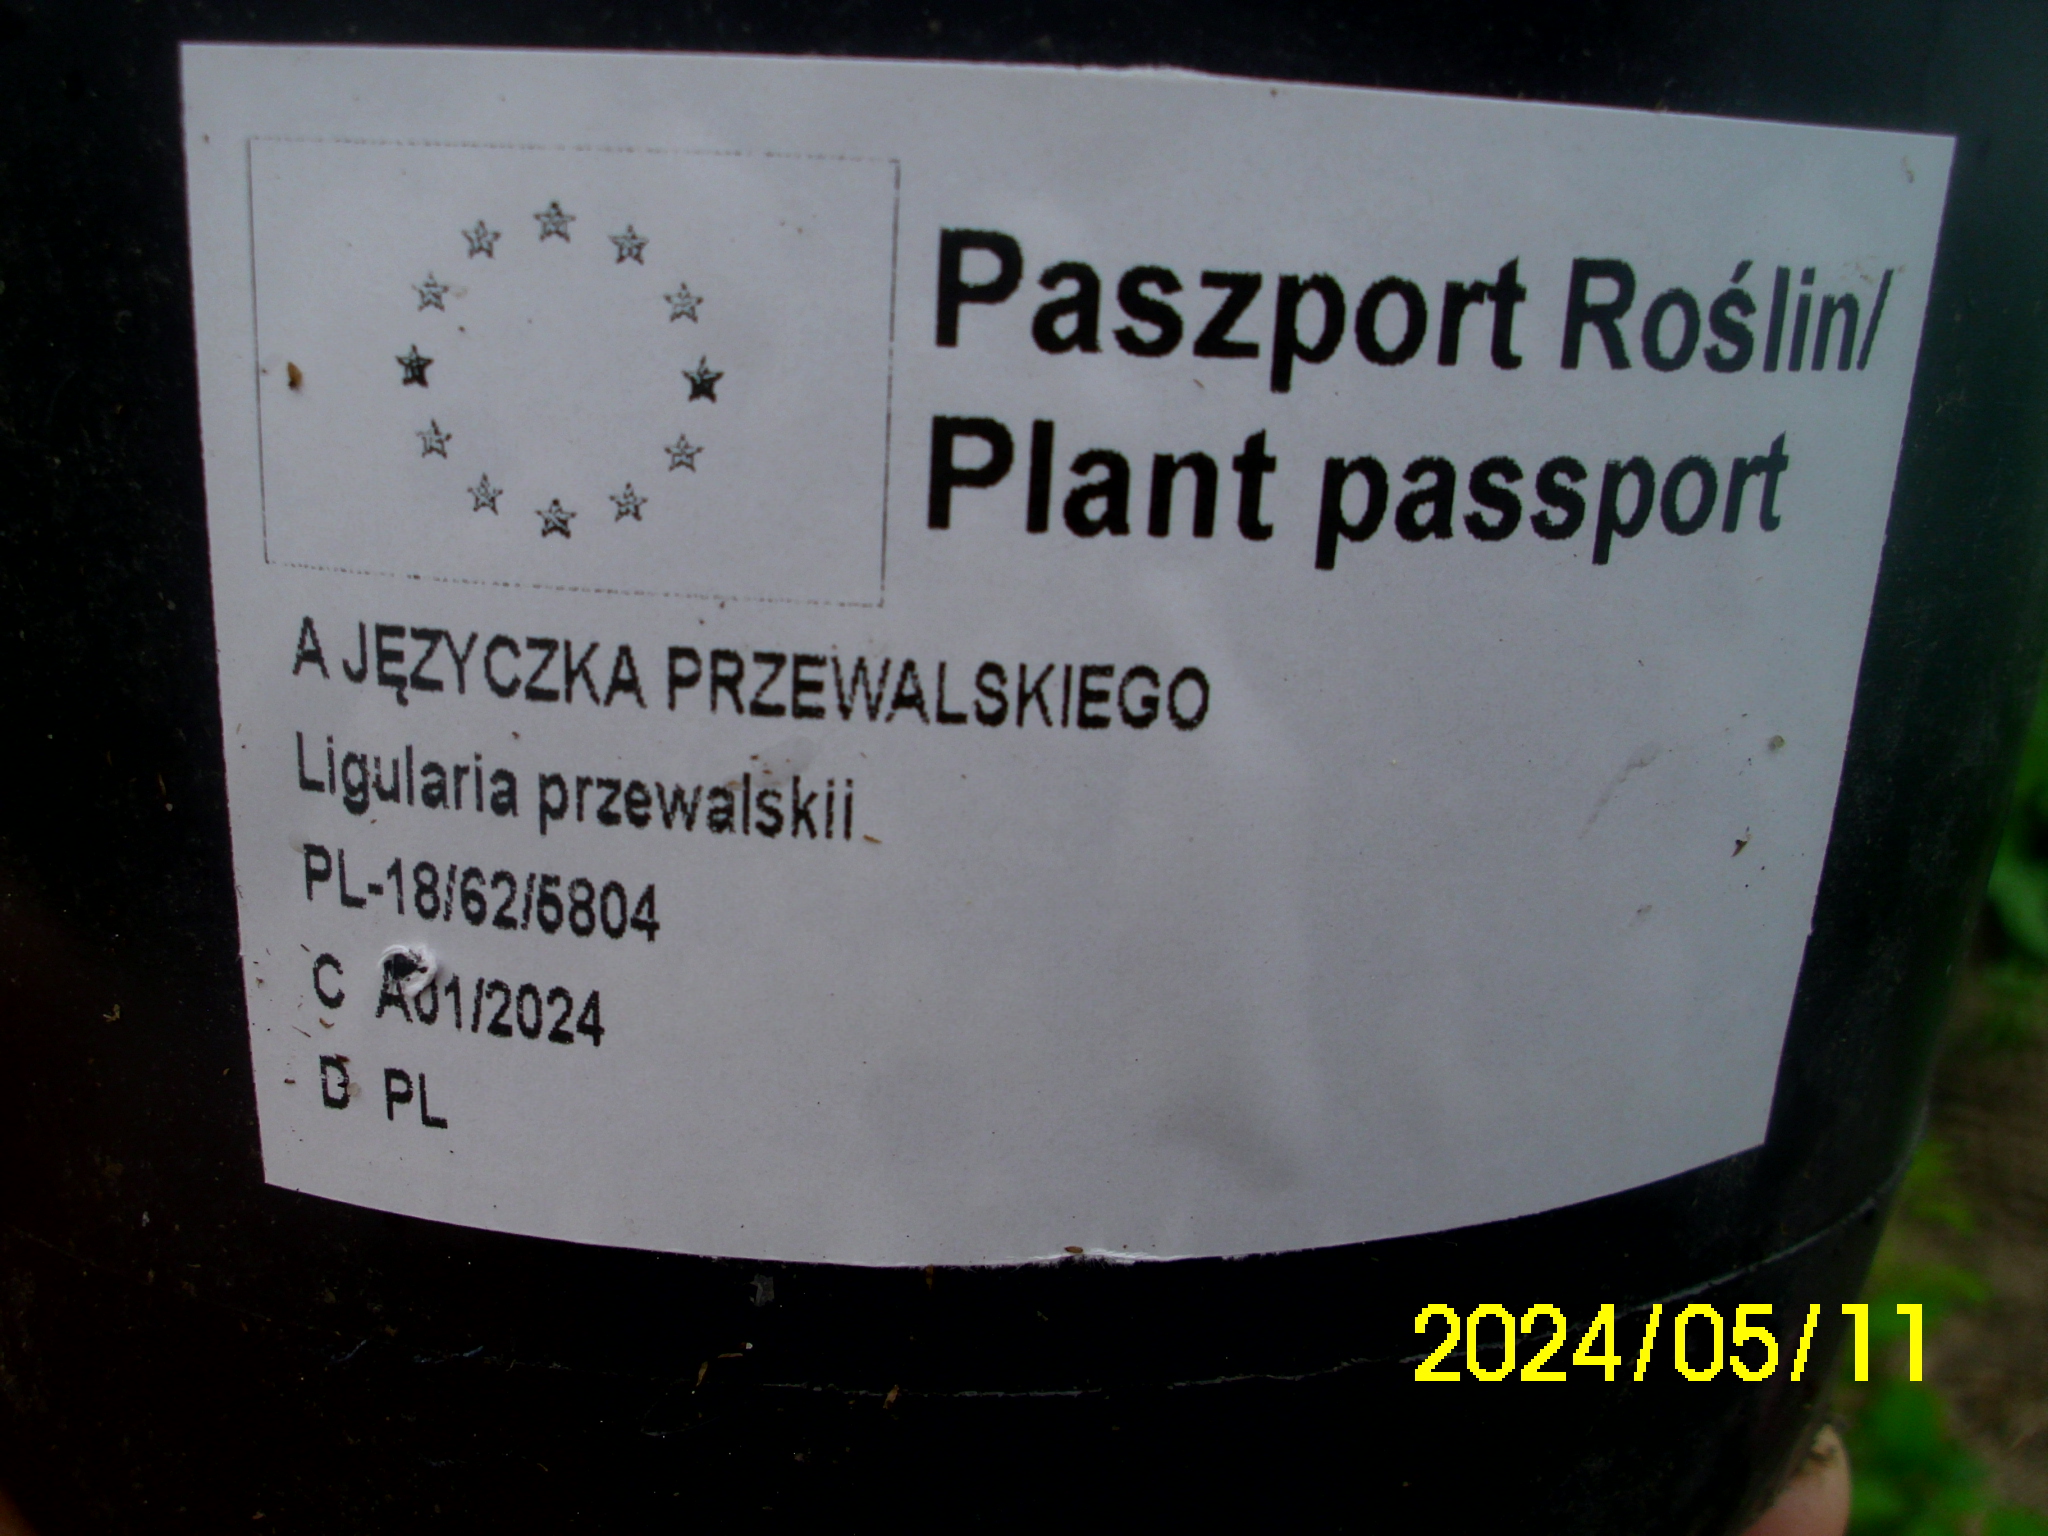 Paszport Roślin/
Plant passport
A JĘZYCZKA PRZEWALSKIEGO
Ligularia przewalskii
PL-18/62/5804
C A01/2024
D PL
2024/05/11